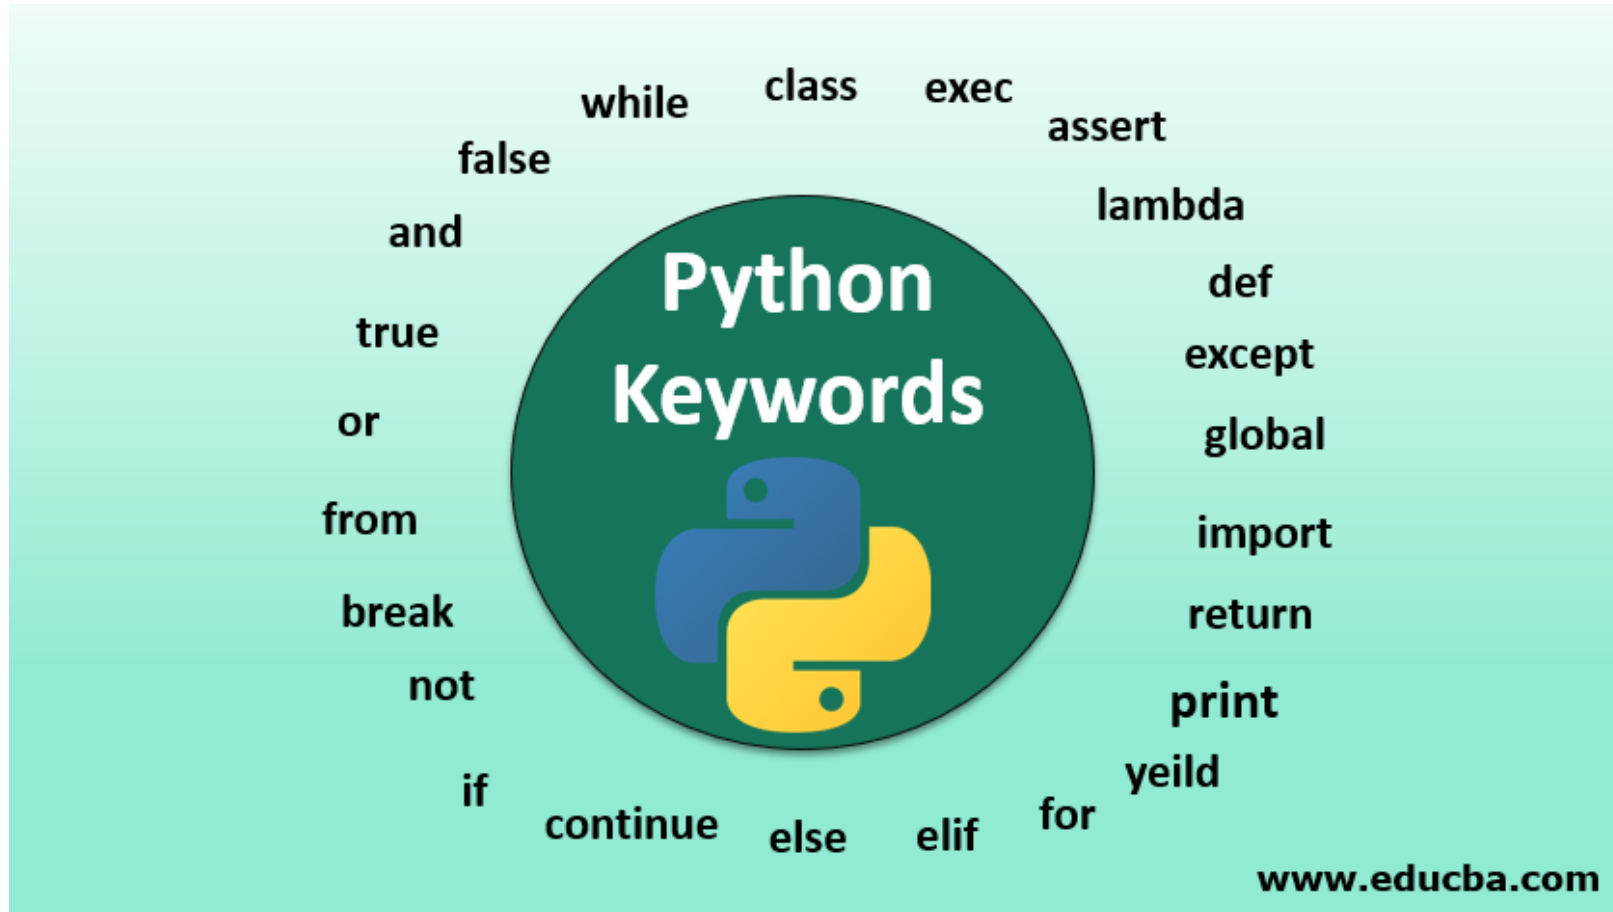 while
class
exec
assert
false
lambda
and
Python
Keywords
def
true
except
or
global
from
import
break
return
not
print
if
yeild
continue
else
elif
for
www.educba.com